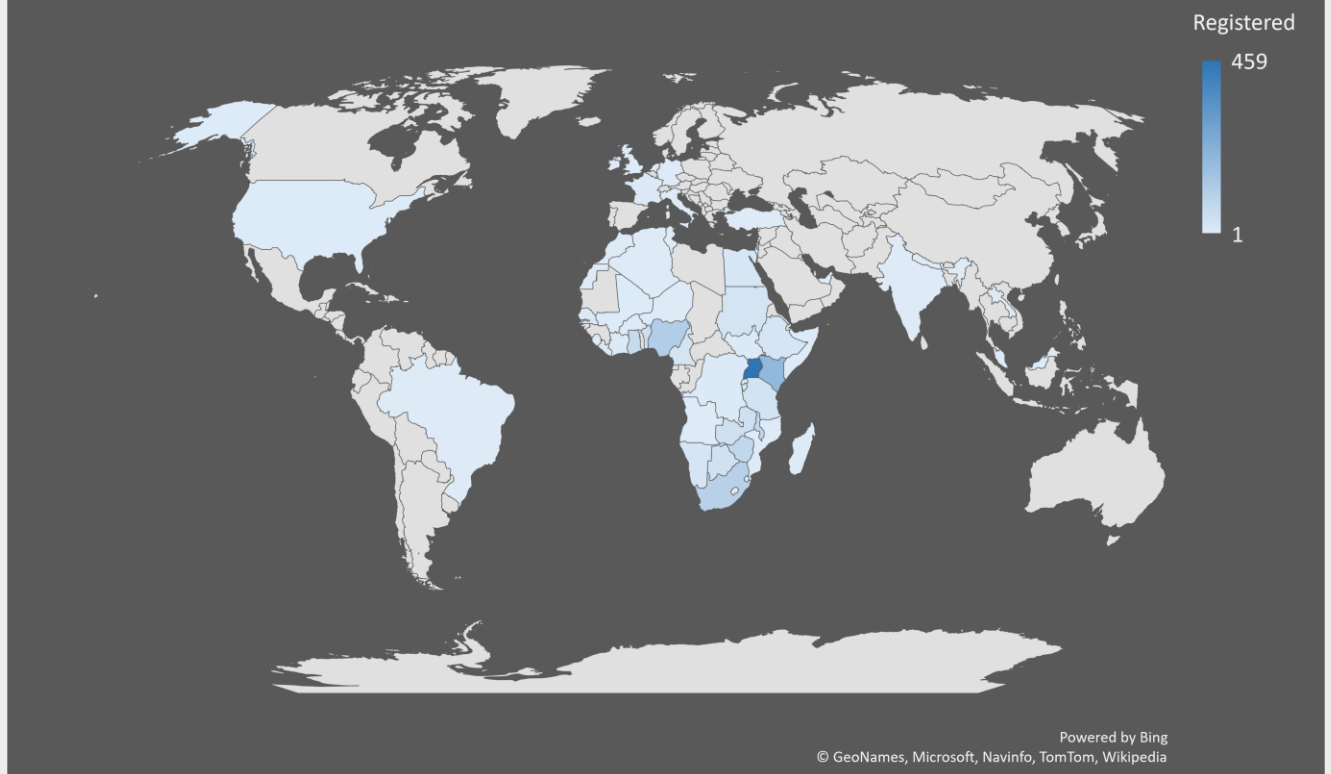 Registered
459
1
Powered by Bing
© GeoNames, Microsoft, Navinfo, TomTom, Wikipedia